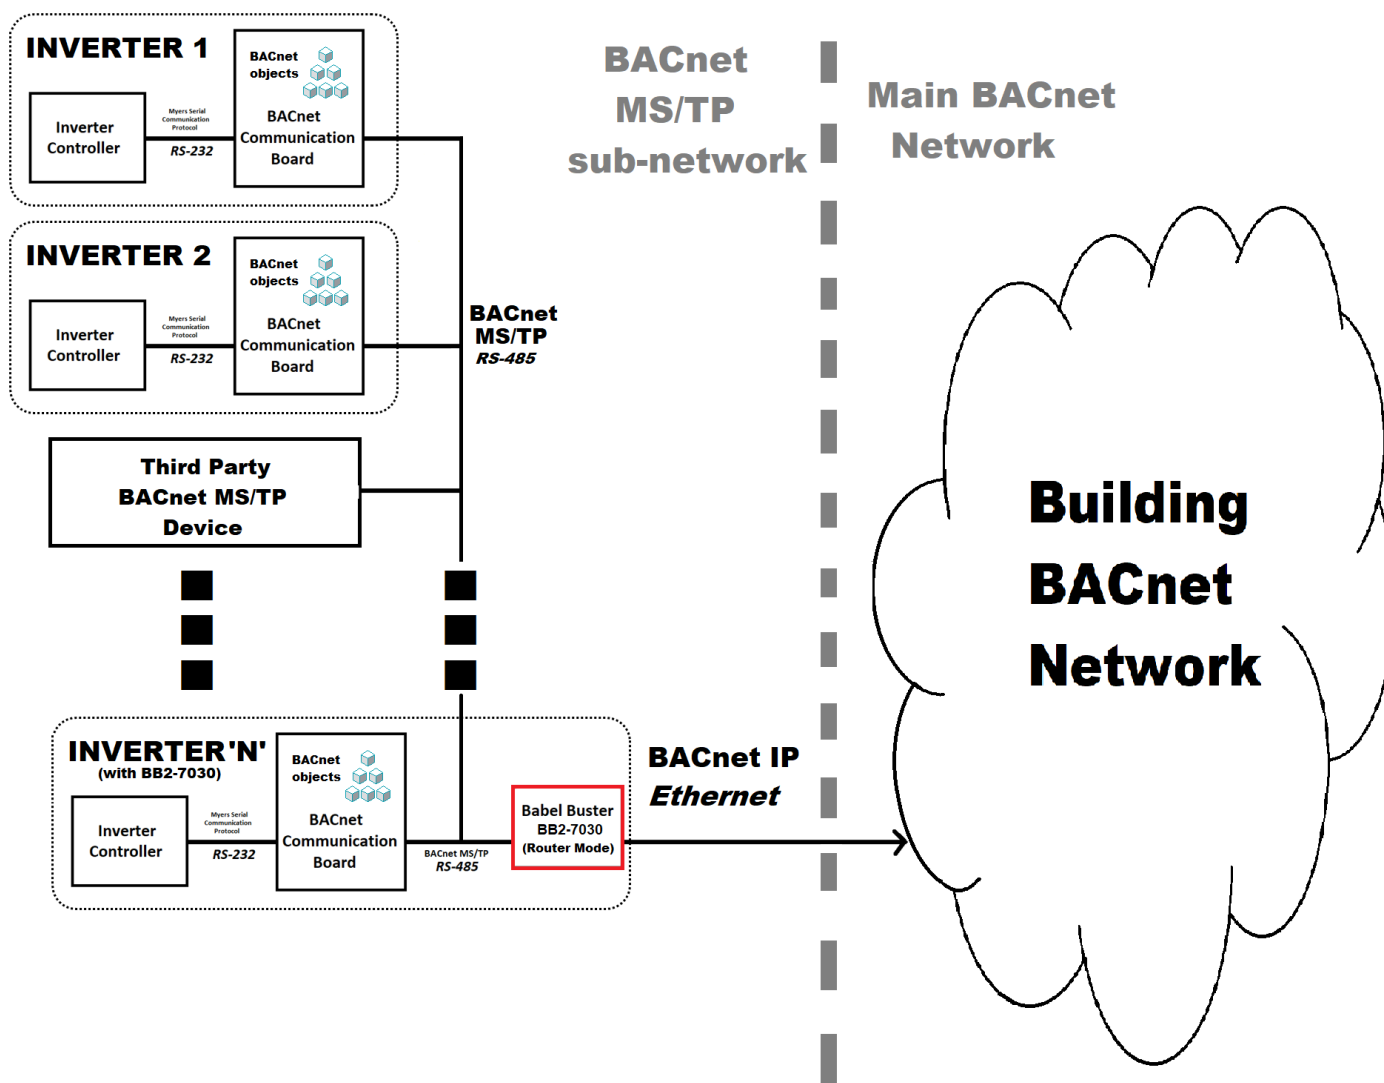 INVERTER 1
BACnet
objects
Inverter
Controller
Myers Serial
Communication
Protocol
RS-232
BACnet
Communication
Board
INVERTER 2
BACnet
objects
Inverter
Controller
Myers Serial
Communication
Protocol
RS-232
BACnet
Communication
Board
BACnet
MS/TP
RS-485
Third Party
BACnet MS/TP
Device
INVERTER'N'
(with BB2-7030)
BACnet
objects
Inverter
Controller
Myers Serial
Communication
Protocol
RS-232
BACnet
Communication
Board
BACnet MS/TP
RS-485
Babel Buster
BB2-7030
(Router Mode)
BACnet IP
Ethernet
BACnet
MS/TP
sub-network
Main BACnet
Network
Building
BACnet
Network